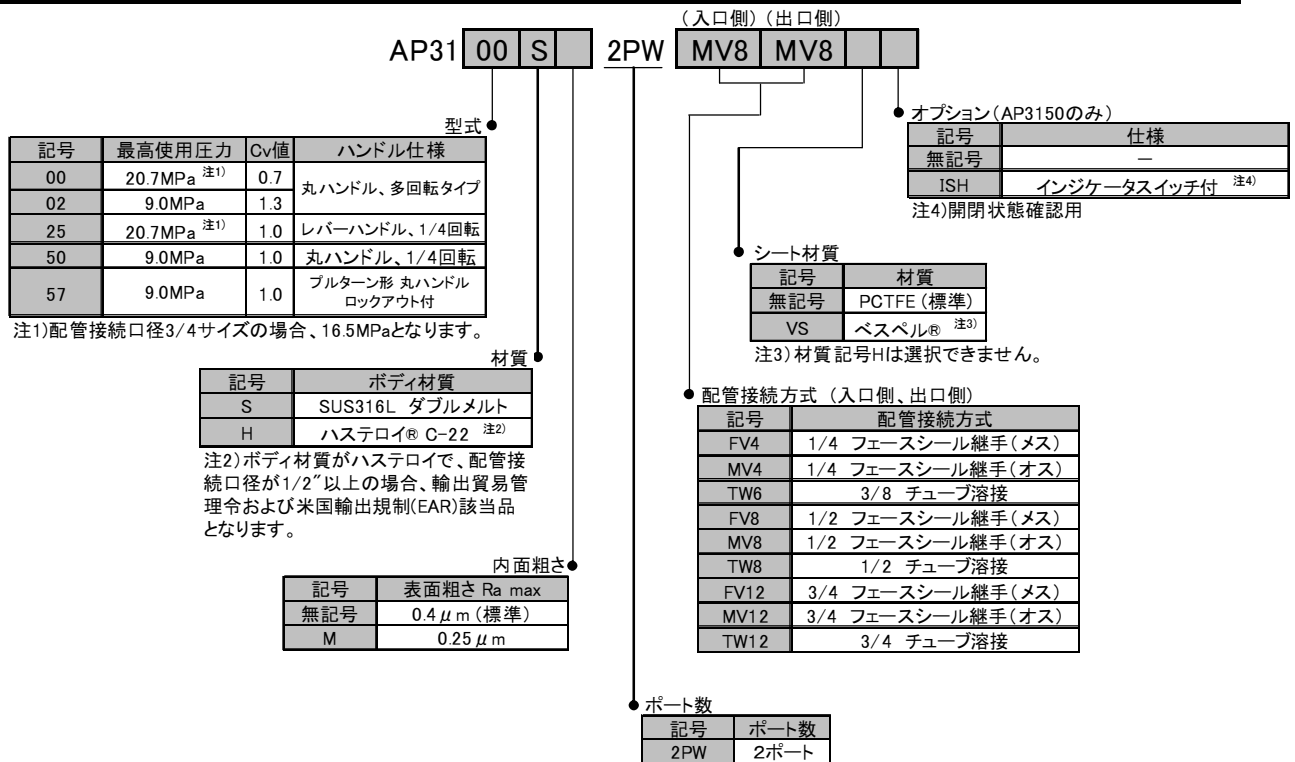 (入口側)(出口側)
AP31 00 S 2PW MV8 MV8
型式
記号 最高使用圧力 Cv値 ハンドル仕様
00 20.7MPa 注1) 0.7 丸ハンドル、多回転タイプ
02 9.0MPa 1.3
25 20.7MPa 注1) 1.0 レバーハンドル、1/4回転
50 9.0MPa 1.0 丸ハンドル、1/4回転
57 9.0MPa 1.0 プルターン形 丸ハンドル
ロックアウト付
注1)配管接続口径3/4サイズの場合、16.5MPaとなります。
材質
記号 ボディ材質
S SUS316L ダブルメルト
H ハステロイ® C-22 注2)
注2)ボディ材質がハステロイで、配管接
続口径が1/2″以上の場合、輸出貿易管
理令および米国輸出規制(EAR)該当品
となります。
内面粗さ
記号 表面粗さ Ra max
無記号 0.4μm(標準)
M 0.25μm
ポート数
記号 ポート数
2PW 2ポート
配管接続方式 (入口側、出口側)
記号 配管接続方式
FV4 1/4 フェースシール継手(メス)
MV4 1/4 フェースシール継手(オス)
TW6 3/8 チューブ溶接
FV8 1/2 フェースシール継手(メス)
MV8 1/2 フェースシール継手(オス)
TW8 1/2 チューブ溶接
FV12 3/4 フェースシール継手(メス)
MV12 3/4 フェースシール継手(オス)
TW12 3/4 チューブ溶接
シート材質
記号 材質
無記号 PCTFE(標準)
VS ベスペル® 注3)
注3)材質記号Hは選択できません。
オプション(AP3150のみ)
記号 仕様
無記号 —
ISH インジケータスイッチ付 注4)
注4)開閉状態確認用